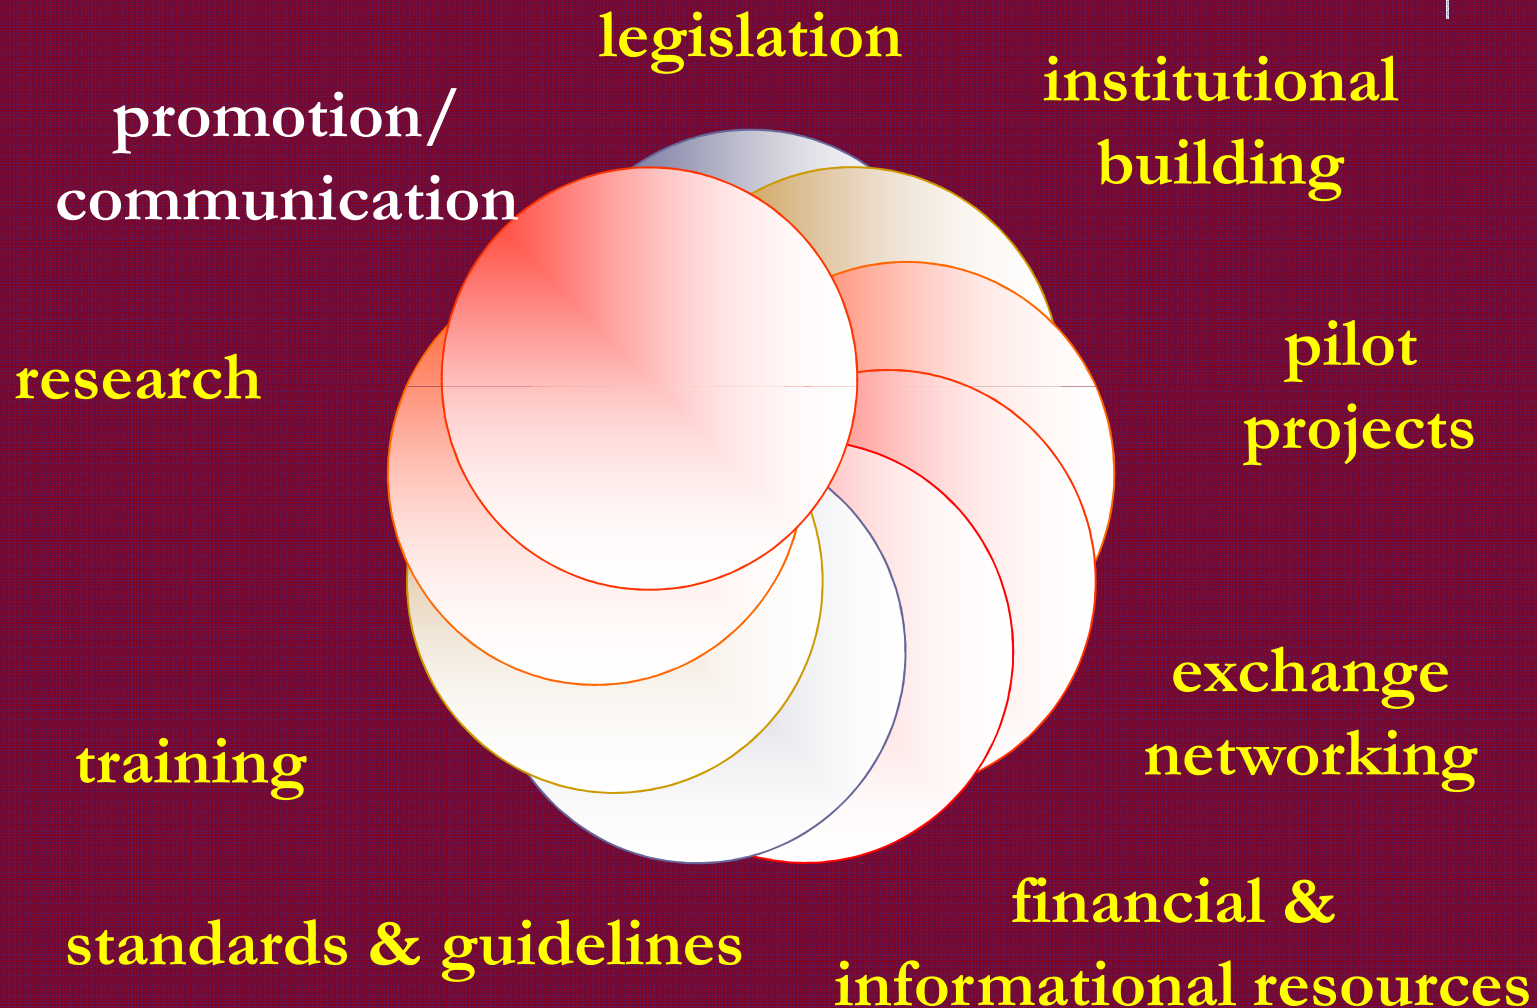 legislation
institutional
building
promotion/
communication
pilot
projects
research
exchange
networking
training
financial &
informational resources
standards & guidelines